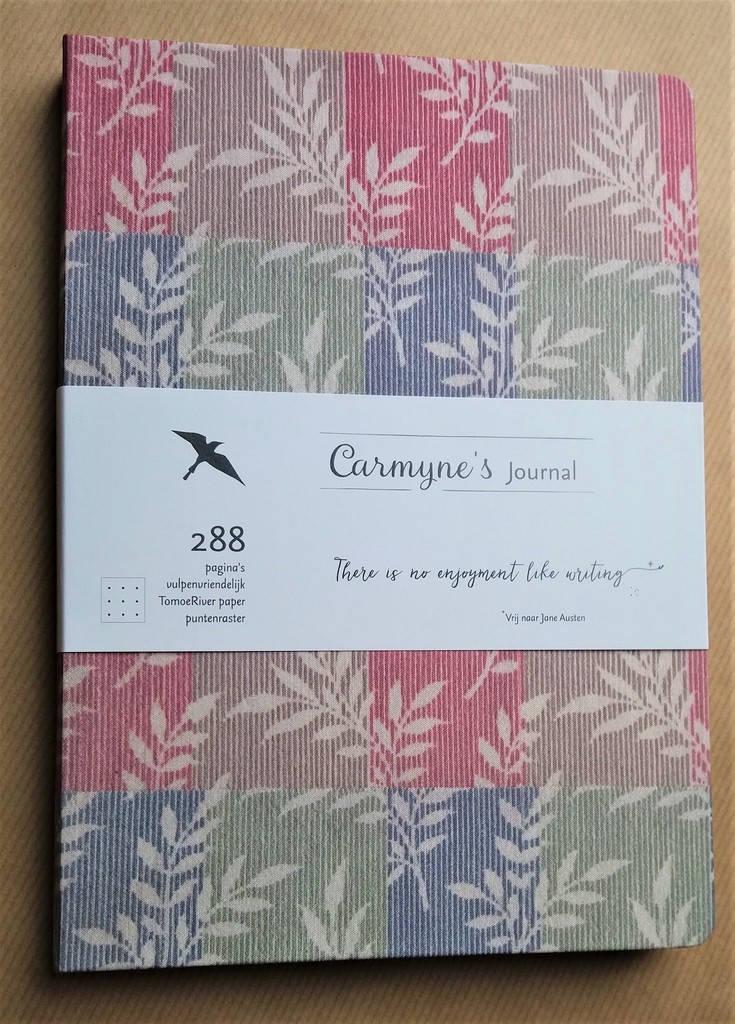 Carmyne's Journal
288
pagina's
vulpenvriendelijk
TomoeRiver paper
puntenraster
There is no enjoyment like writing
*Vrij naar Jane Austen